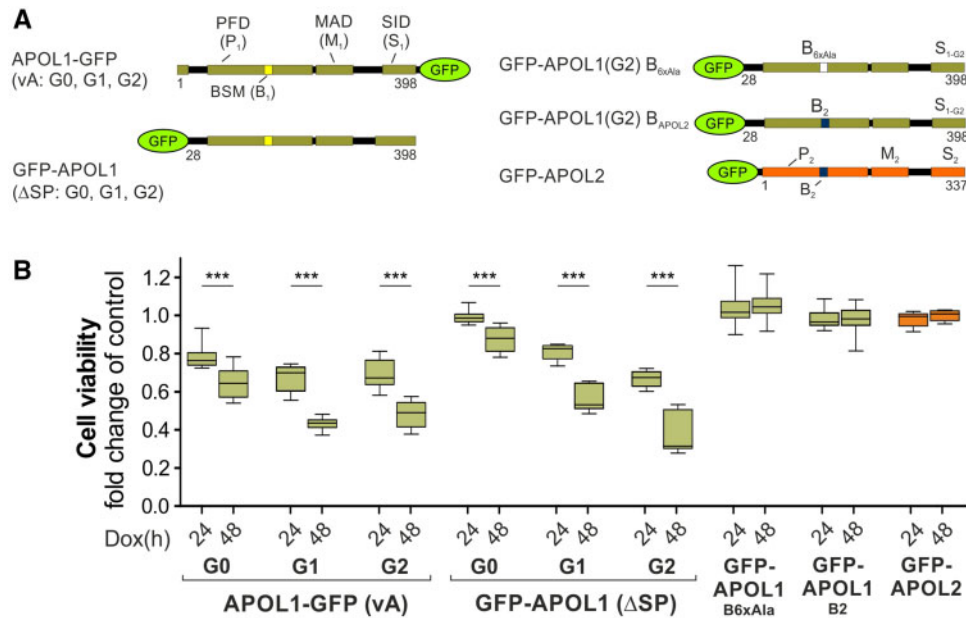 A
PFD
(P1)
MAD
(M1)
SID
(S1)
APOL1-GFP
(vA: G0, G1, G2)
1
BSM (B1)
398
GFP
GFP
28
398
GFP-APOL1
(ΔSP: G0, G1, G2)
GFP-APOL1(G2) B6xAla
GFP
28
B6xAla
S1-G2
398
GFP-APOL1(G2) BAPOL2
GFP
28
B2
S1-G2
398
GFP-APOL2
GFP
1
P2
B2
M2
S2
337
B
Cell viability
fold change of control
1.2
1.0
0.8
0.6
0.4
0.2
0.0
*** *** *** *** *** ***
Dox(h) 24 48 24 48 24 48 24 48 24 48 24 48 24 48 24 48 24 48
G0 G1 G2 G0 G1 G2
APOL1-GFP (vA) GFP-APOL1 (ΔSP)
GFP-
APOL1
B6xAla
GFP-
APOL1
B2
GFP-
APOL2